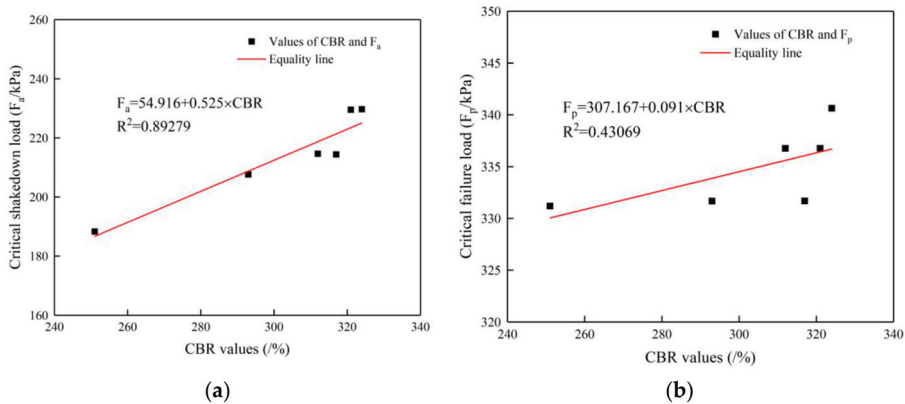 Critical shakedown load (Fₐ/kPa)
260
240
220
200
180
160
Values of CBR and Fₐ
Equality line
Fₐ=54.916+0.525×CBR
R²=0.89279
240
260
280
300
320
340
CBR values (/%)
(a)
Critical failure load (Fₚ/kPa)
350
345
340
335
330
325
320
Values of CBR and Fₚ
Equality line
Fₚ=307.167+0.091×CBR
R²=0.43069
240
260
280
300
320
340
CBR values (/%)
(b)